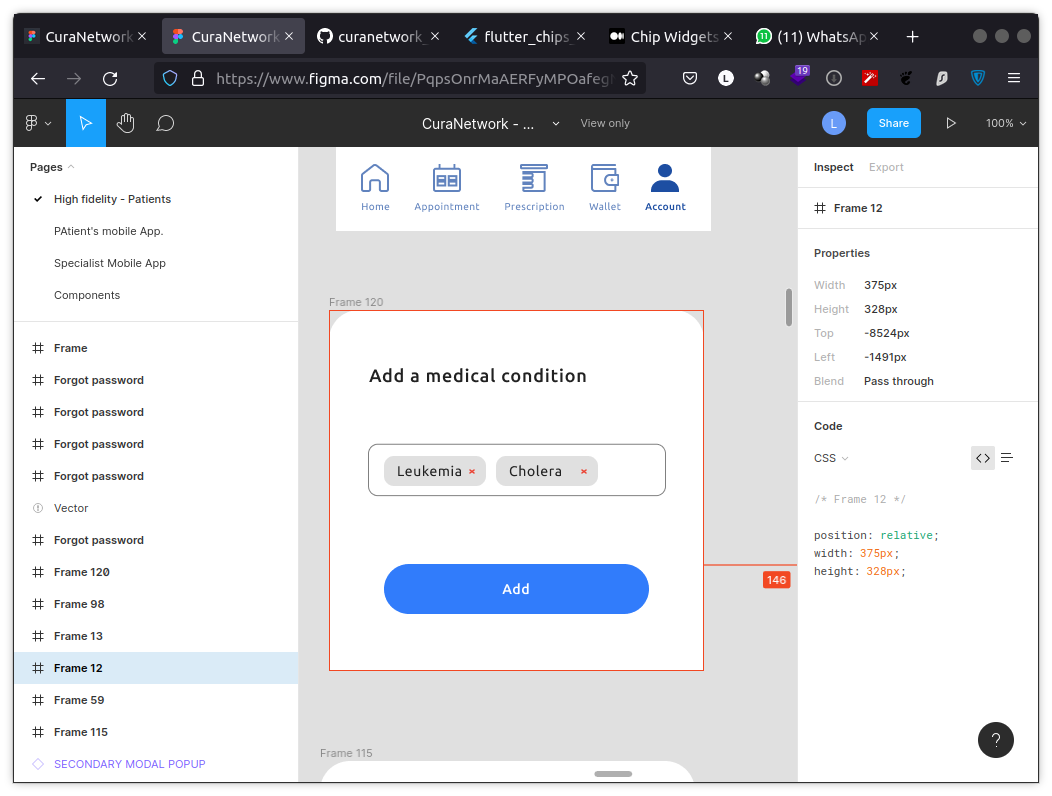 CuraNetwork
CuraNetwork
curanetwork_
flutter_chips_
Chip Widgets
(11) WhatsAp
11
https://www.figma.com/file/PqpsOnrMaAERFyMPOafegN
L
19
CuraNetwork - ...
View only
L
Share
100%
Pages
High fidelity - Patients
PAtient's mobile App.
Specialist Mobile App
Components
Frame
Forgot password
Forgot password
Forgot password
Forgot password
Vector
Forgot password
Frame 120
Frame 98
Frame 13
Frame 12
Frame 59
Frame 115
SECONDARY MODAL POPUP
Home
Appointment
Prescription
Wallet
Account
Frame 120
Add a medical condition
Leukemia
Cholera
Add
146
Frame 115
Inspect
Export
Frame 12
Properties
Width 375px
Height 328px
Top -8524px
Left -1491px
Blend Pass through
Code
CSS
/* Frame 12 */
position: relative;
width: 375px;
height: 328px;
?